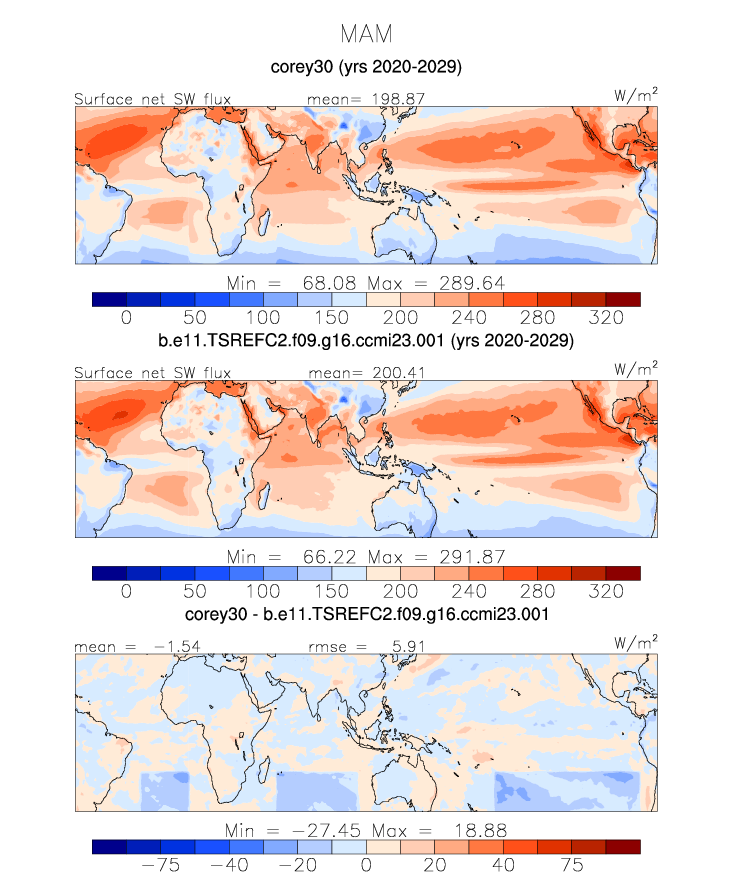 MAM
corey30 (yrs 2020-2029)
Surface net SW flux mean= 198.87 W/m²
Min = 68.08 Max = 289.64
0 50 100 150 200 240 280 320
b.e11.TSREFC2.f09.g16.ccmi23.001 (yrs 2020-2029)
Surface net SW flux mean= 200.41 W/m²
Min = 66.22 Max = 291.87
0 50 100 150 200 240 280 320
corey30 - b.e11.TSREFC2.f09.g16.ccmi23.001
mean = −1.54 rmse = 5.91 W/m²
Min = −27.45 Max = 18.88
−75 −40 −20 0 20 40 75